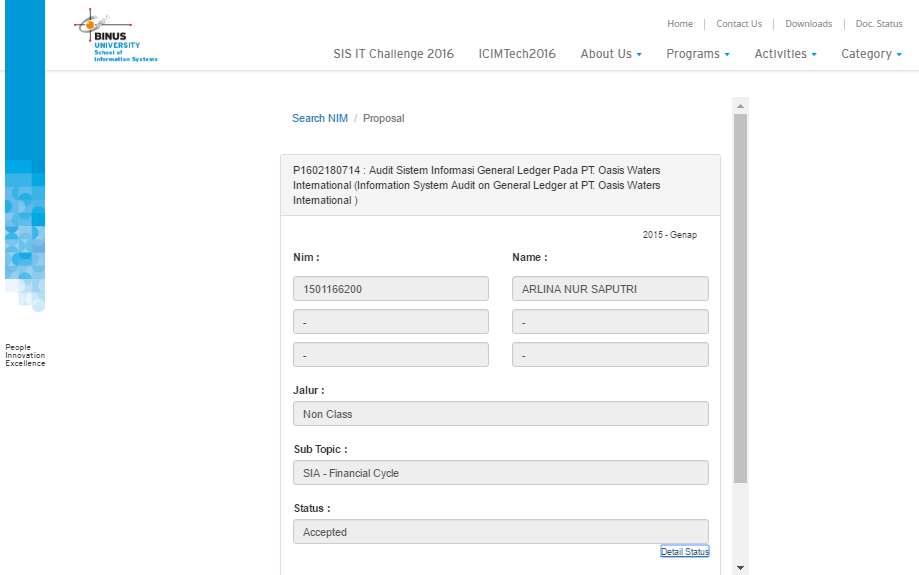 Home | Contact Us | Downloads | Doc. Status
BINUS
UNIVERSITY
School of
Information Systems
SIS IT Challenge 2016 ICIMTech2016 About Us Programs Activities Category
Search NIM / Proposal
P1602180714 : Audit Sistem Informasi General Ledger Pada PT. Oasis Waters
International (Information System Audit on General Ledger at PT. Oasis Waters
International )
2015 - Genap
Nim : Name :
1501166200 ARLINA NUR SAPUTRI
- -
- -
People
Innovation
Excellence
Jalur :
Non Class
Sub Topic :
SIA - Financial Cycle
Status :
Accepted
Detail Status